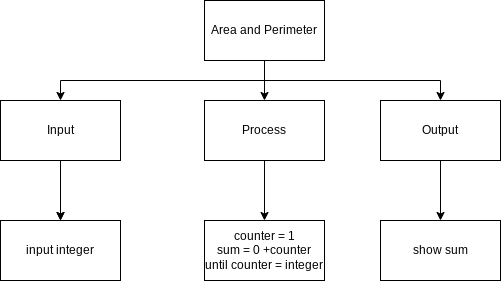 Area and Perimeter
Input
Process
Output
input integer
counter = 1
sum = 0 +counter
until counter = integer
show sum